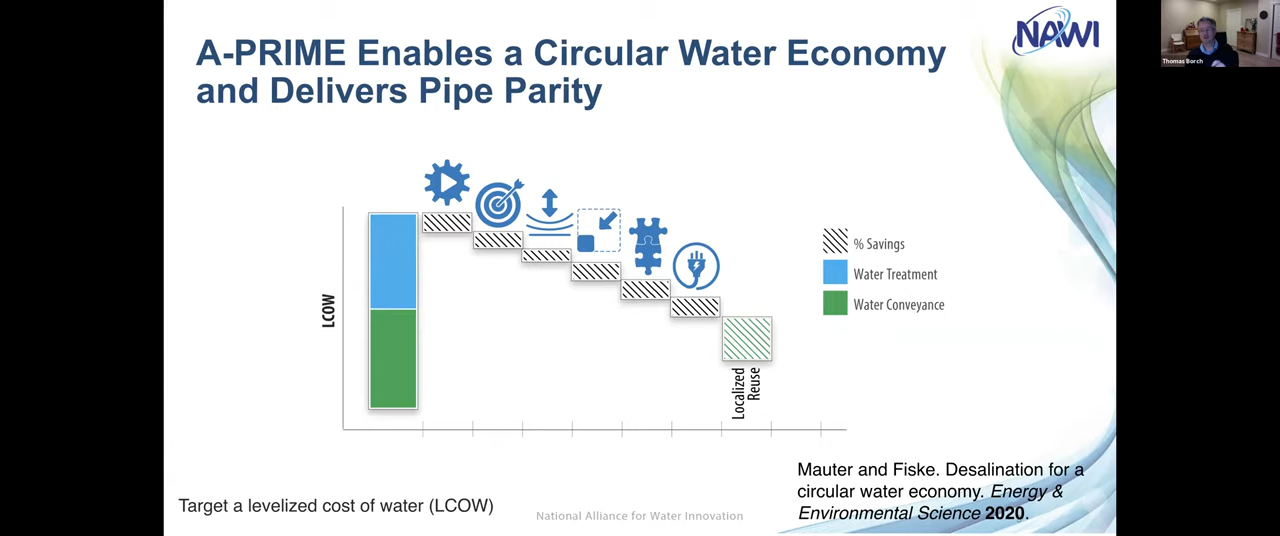 A-PRIME Enables a Circular Water Economy
and Delivers Pipe Parity
NAWI
Thomas Borch
LCOW
% Savings
Water Treatment
Water Conveyance
Localized
Reuse
Target a levelized cost of water (LCOW)
National Alliance for Water Innovation
Mauter and Fiske. Desalination for a
circular water economy. Energy &
Environmental Science 2020.